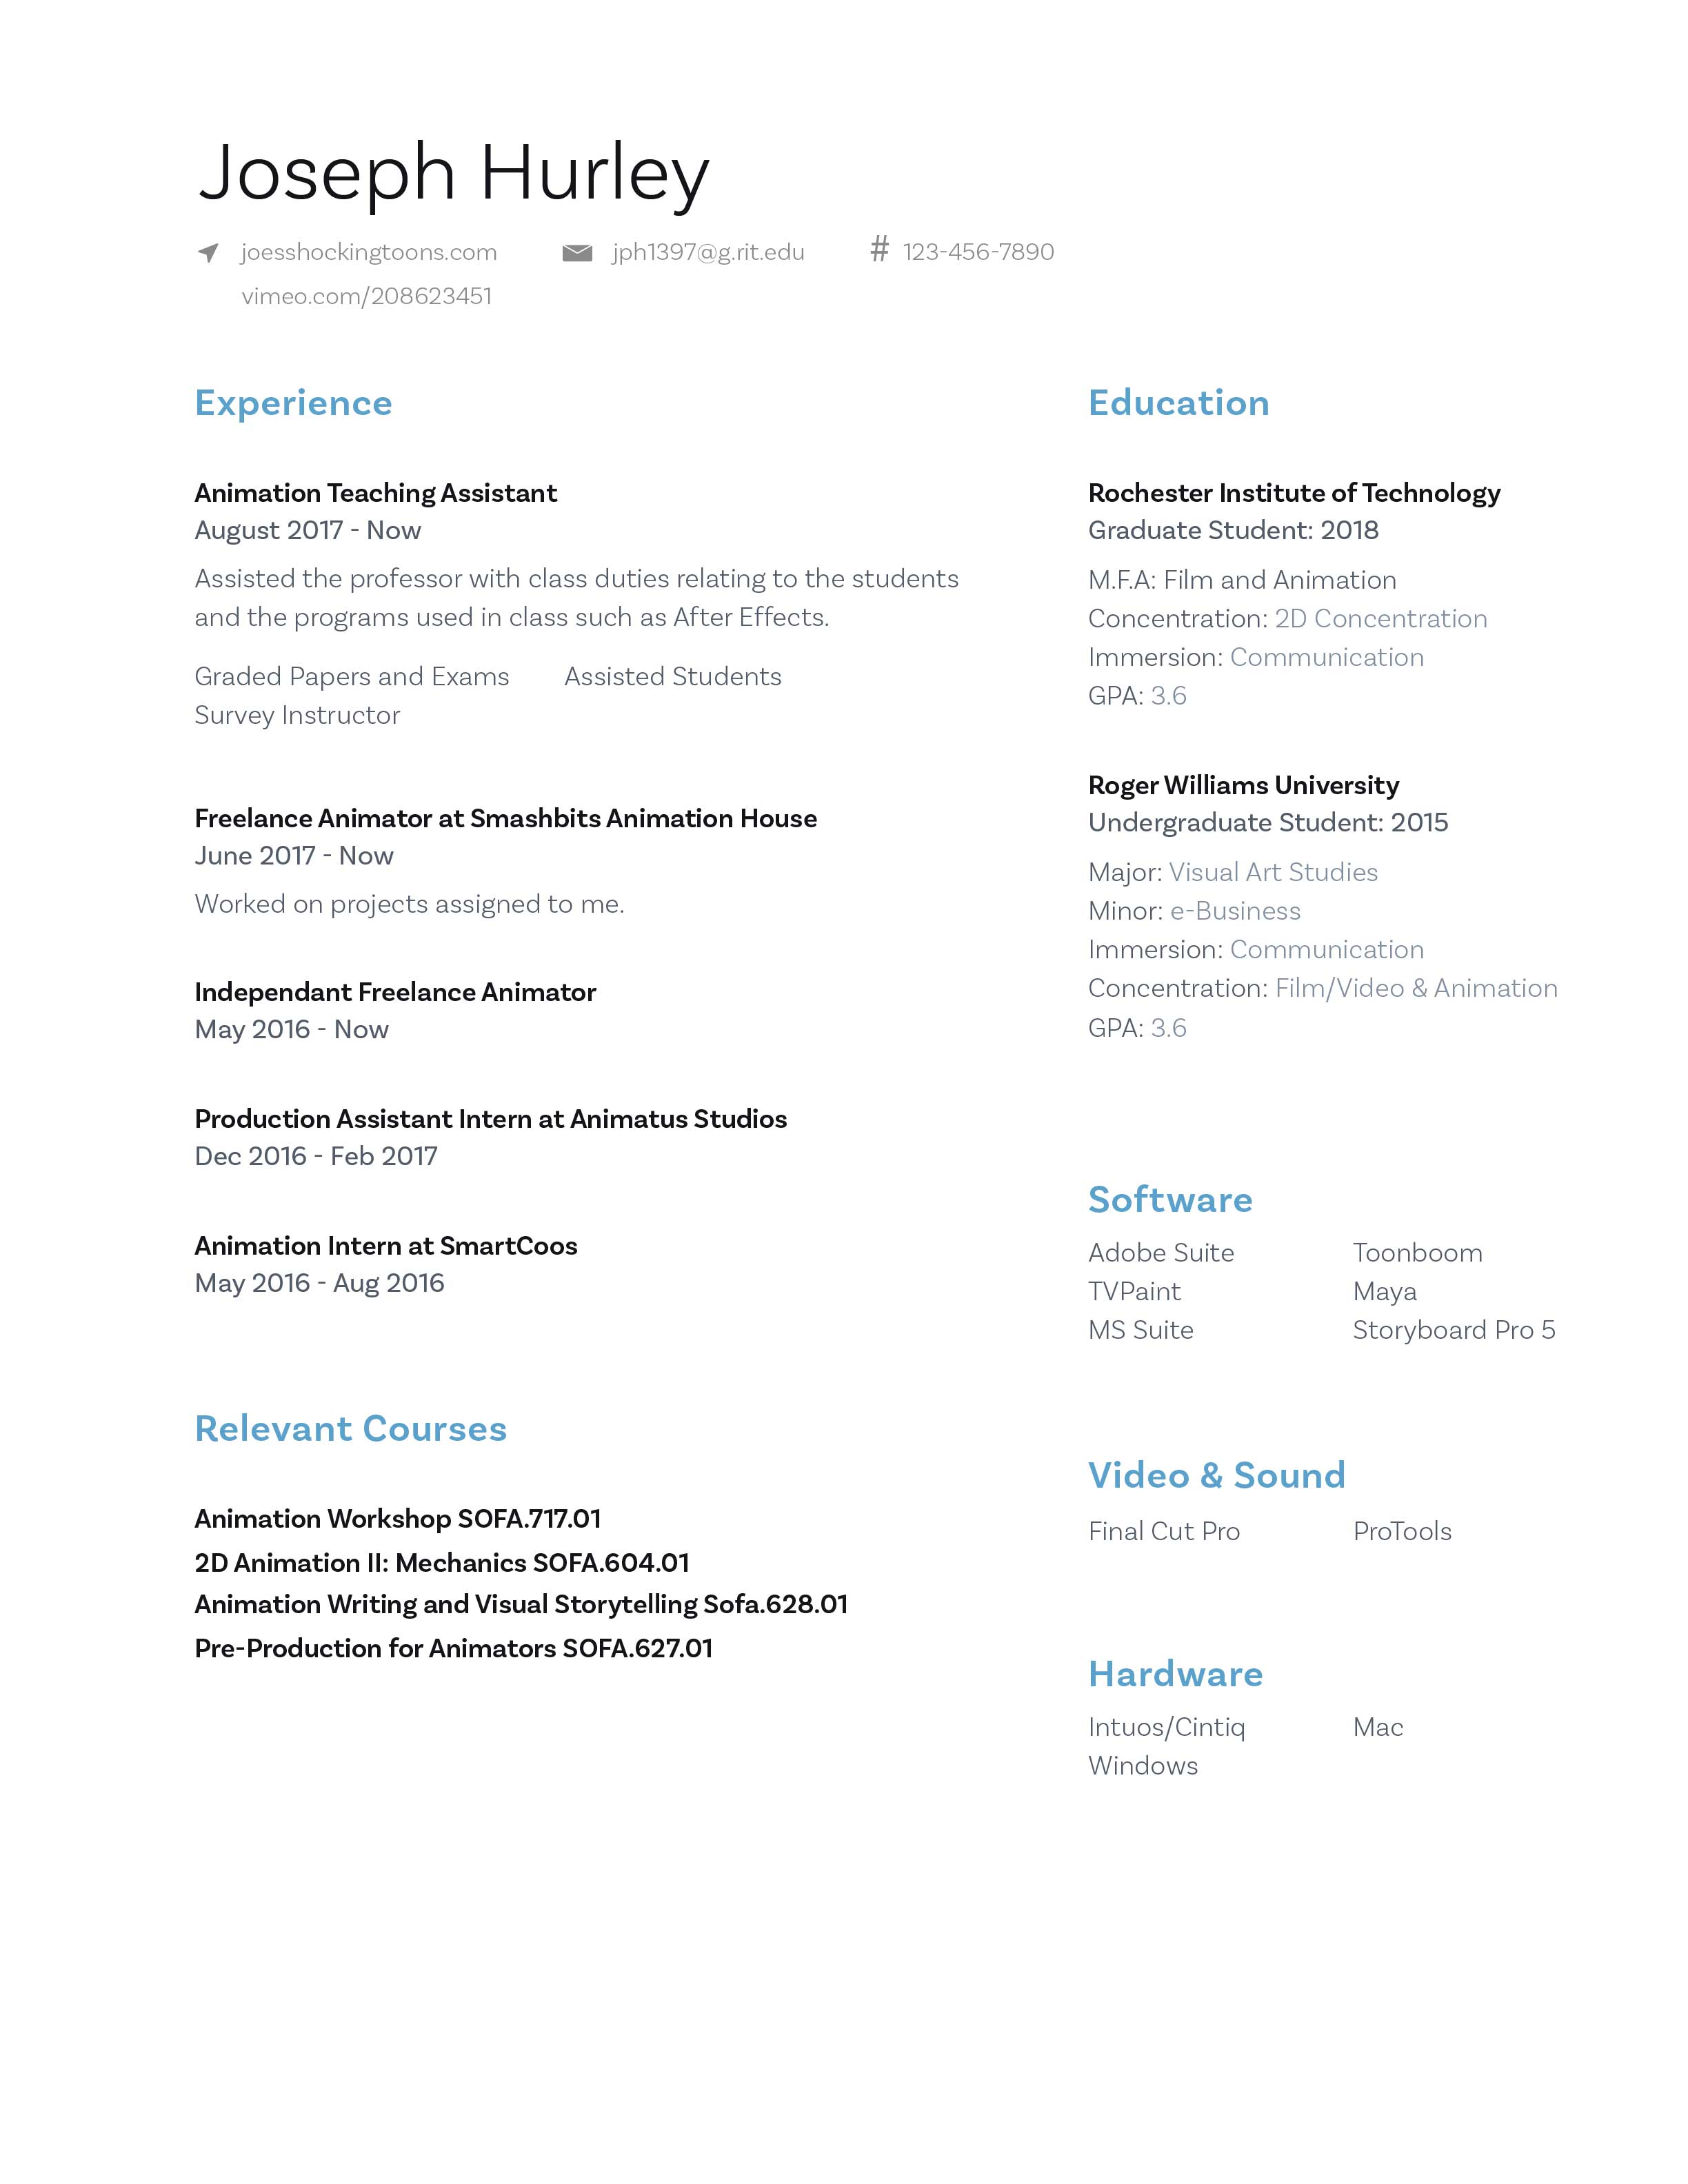 Joseph Hurley
joesshockingtoons.com jph1397@g.rit.edu # 123-456-7890
vimeo.com/208623451
Experience
Animation Teaching Assistant
August 2017 - Now
Assisted the professor with class duties relating to the students
and the programs used in class such as After Effects.
Graded Papers and Exams Assisted Students
Survey Instructor
Freelance Animator at Smashbits Animation House
June 2017 - Now
Worked on projects assigned to me.
Independant Freelance Animator
May 2016 - Now
Production Assistant Intern at Animatus Studios
Dec 2016 - Feb 2017
Animation Intern at SmartCoos
May 2016 - Aug 2016
Relevant Courses
Animation Workshop SOFA.717.01
2D Animation II: Mechanics SOFA.604.01
Animation Writing and Visual Storytelling Sofa.628.01
Pre-Production for Animators SOFA.627.01
Education
Rochester Institute of Technology
Graduate Student: 2018
M.F.A: Film and Animation
Concentration: 2D Concentration
Immersion: Communication
GPA: 3.6
Roger Williams University
Undergraduate Student: 2015
Major: Visual Art Studies
Minor: e-Business
Immersion: Communication
Concentration: Film/Video & Animation
GPA: 3.6
Software
Adobe Suite Toonboom
TVPaint Maya
MS Suite Storyboard Pro 5
Video & Sound
Final Cut Pro ProTools
Hardware
Intuos/Cintiq Mac
Windows